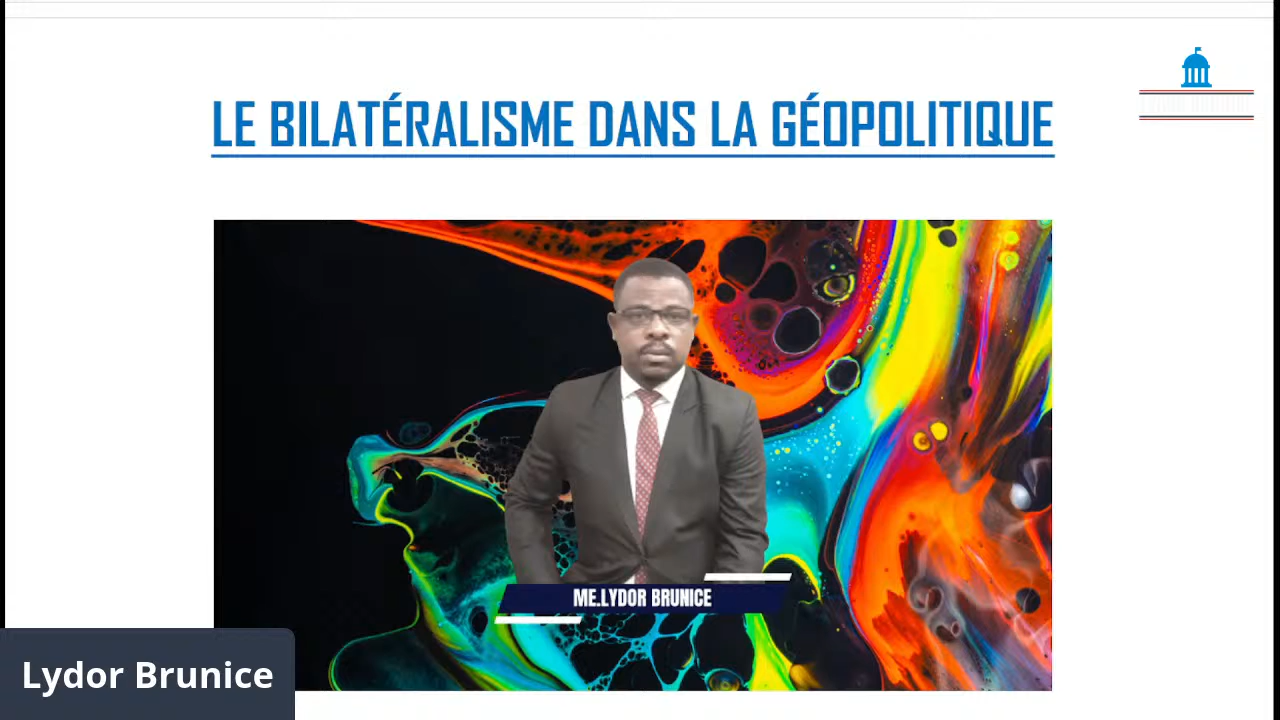 LE BILATÉRALISME DANS LA GÉOPOLITIQUE
ME.LYDOR BRUNICE
Lydor Brunice